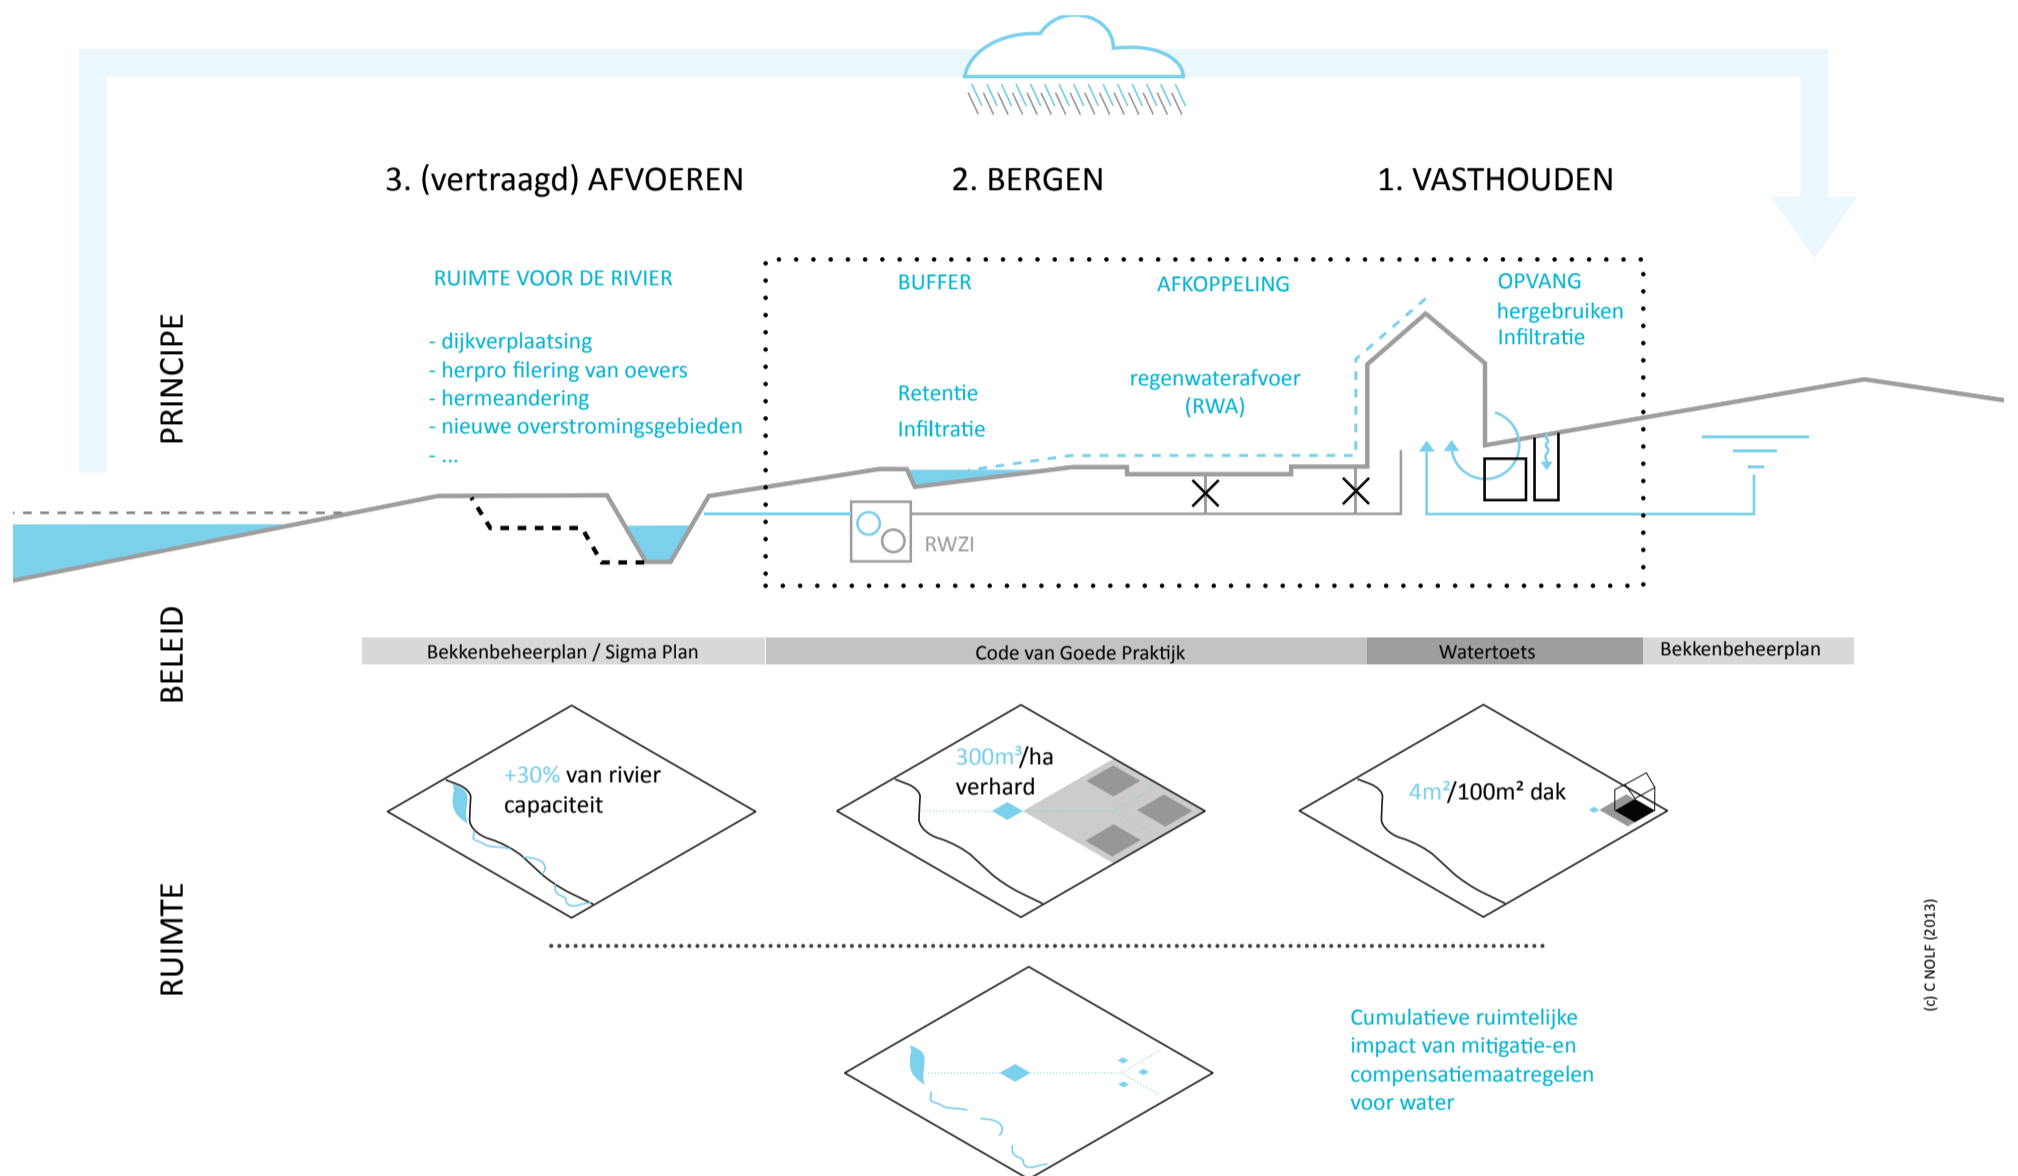 3. (vertraagd) AFVOEREN
2. BERGEN
1. VASTHOUDEN
PRINCIPE
RUIMTE VOOR DE RIVIER
- dijkverplaatsing
- herpro filering van oevers
- hermeandering
- nieuwe overstromingsgebieden
- ...
BUFFER
Retentie
Infiltratie
AFKOPPELING
regenwaterafvoer
(RWA)
OPVANG
hergebruiken
Infiltratie
RWZI
BELEID
Bekkenbeheerplan / Sigma Plan
Code van Goede Praktijk
Watertoets
Bekkenbeheerplan
RUIMTE
+30% van rivier
capaciteit
300m³/ha
verhard
4m²/100m² dak
Cumulatieve ruimtelijke
impact van mitigatie-en
compensatiemaatregelen
voor water
(c) C NOLF (2013)